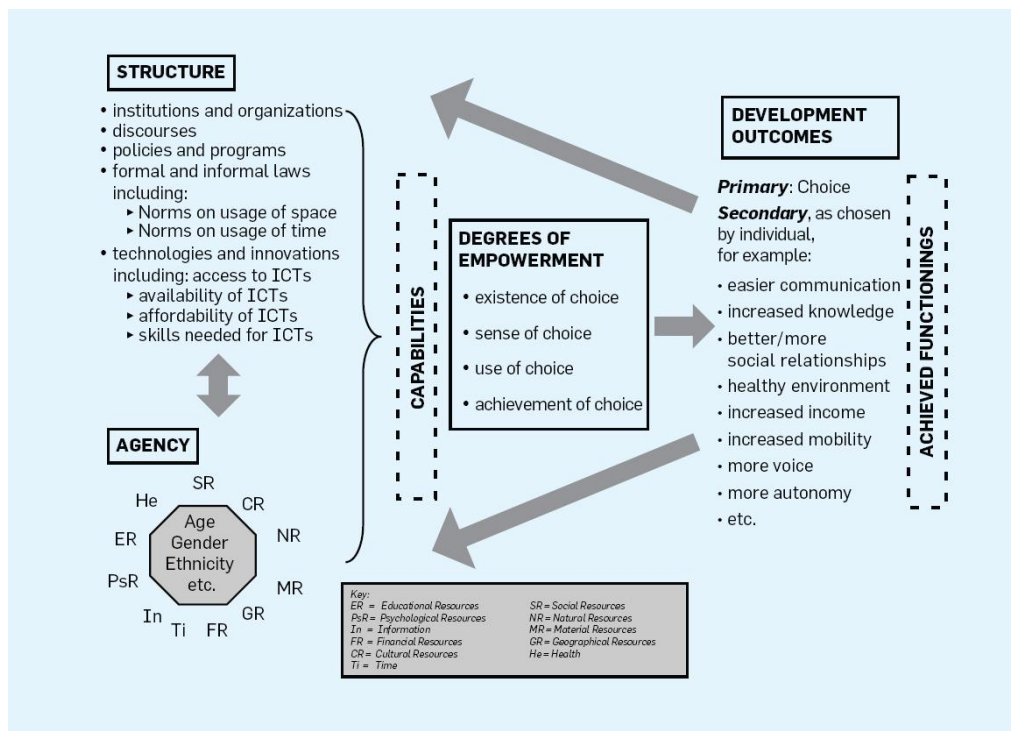 STRUCTURE
• institutions and organizations
• discourses
• policies and programs
• formal and informal laws
including:
▸ Norms on usage of space
▸ Norms on usage of time
• technologies and innovations
including: access to ICTs
▸ availability of ICTs
▸ affordability of ICTs
▸ skills needed for ICTs
AGENCY
SR
He
CR
ER
NR
PsR
MR
In
GR
Ti
FR
Age
Gender
Ethnicity
etc.
CAPABILITIES
DEGREES OF
EMPOWERMENT
• existence of choice
• sense of choice
• use of choice
• achievement of choice
DEVELOPMENT
OUTCOMES
Primary: Choice
Secondary, as chosen
by individual,
for example:
• easier communication
• increased knowledge
• better/more
social relationships
• healthy environment
• increased income
• increased mobility
• more voice
• more autonomy
• etc.
ACHIEVED FUNCTIONINGS
Key:
ER = Educational Resources
PsR = Psychological Resources
In = Information
FR = Financial Resources
CR = Cultural Resources
Ti = Time
SR = Social Resources
NR = Natural Resources
MR = Material Resources
GR = Geographical Resources
He = Health